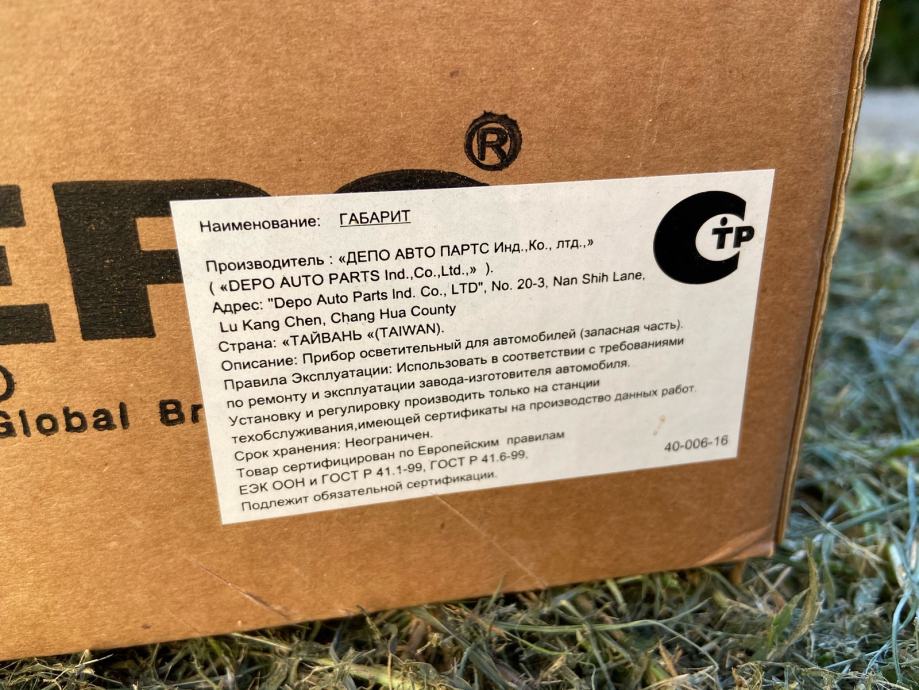 ®
EPO
Global Br
Наименование: ГАБАРИТ
СТР
Производитель : «ДЕПО АВТО ПАРТС Инд.,Ко., лтд.,»
( «DEPO AUTO PARTS Ind.,Co.,Ltd.,» ).
Адрес: "Depo Auto Parts Ind. Co., LTD", No. 20-3, Nan Shih Lane,
Lu Kang Chen, Chang Hua County
Страна: «ТАЙВАНЬ «(TAIWAN).
Описание: Прибор осветительный для автомобилей (запасная часть).
Правила Эксплуатации: Использовать в соответствии с требованиями
по ремонту и эксплуатации завода-изготовителя автомобиля.
Установку и регулировку производить только на станции
техобслуживания,имеющей сертификаты на производство данных работ.
Срок хранения: Неограничен.
Товар сертифицирован по Европейским правилам
ЕЭК ООН и ГОСТ Р 41.1-99, ГОСТ Р 41.6-99,
Подлежит обязательной сертификации.
40-006-16